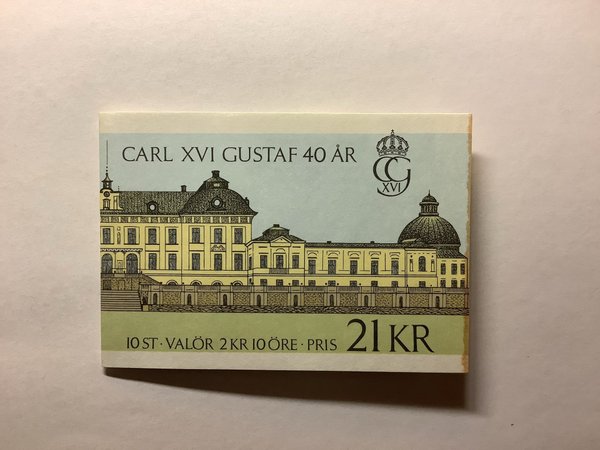 CARL XVI GUSTAF 40 ÅR
CG
XVI
10 ST · VALÖR 2 KR 10 ÖRE · PRIS 21 KR